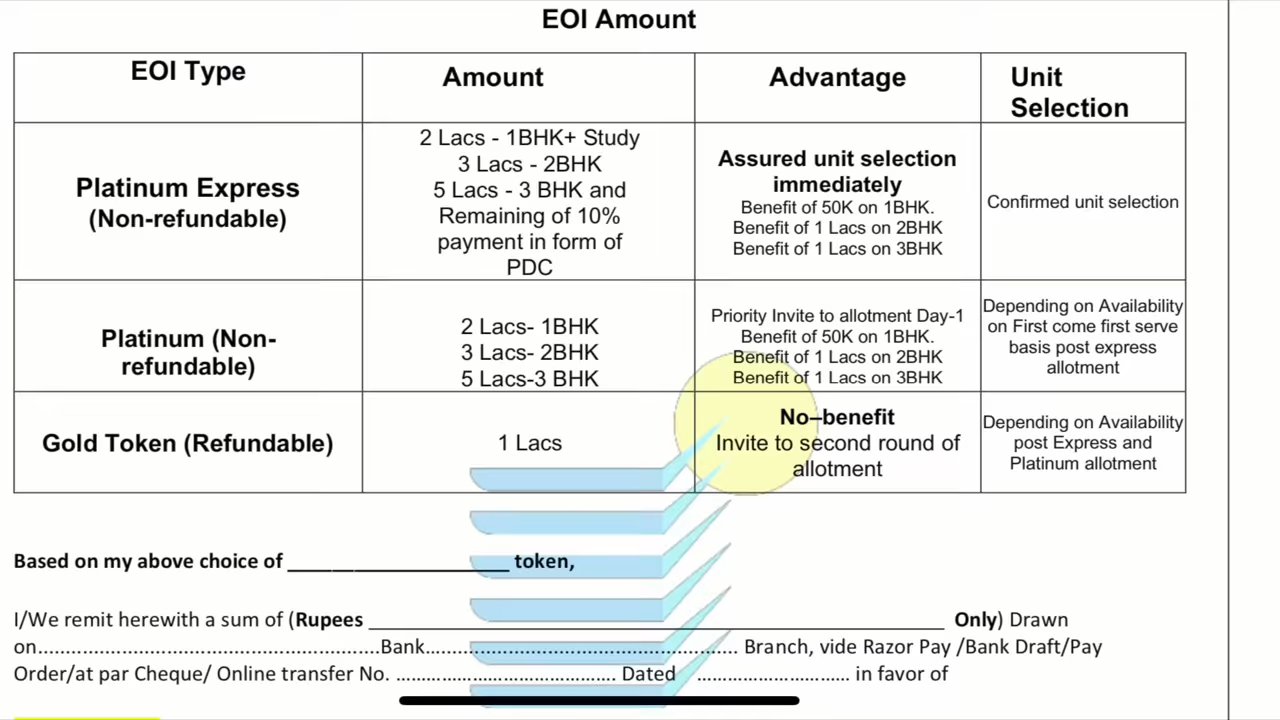 EOI Amount
EOI Type
Amount
Advantage
Unit
Selection
Platinum Express
(Non-refundable)
2 Lacs - 1BHK+ Study
3 Lacs - 2BHK
5 Lacs - 3 BHK and
Remaining of 10%
payment in form of
PDC
Assured unit selection
immediately
Benefit of 50K on 1BHK.
Benefit of 1 Lacs on 2BHK
Benefit of 1 Lacs on 3BHK
Confirmed unit selection
Platinum (Non-
refundable)
2 Lacs- 1BHK
3 Lacs- 2BHK
5 Lacs-3 BHK
Priority Invite to allotment Day-1
Benefit of 50K on 1BHK.
Benefit of 1 Lacs on 2BHK
Benefit of 1 Lacs on 3BHK
Depending on Availability
on First come first serve
basis post express
allotment
Gold Token (Refundable)
1 Lacs
No–benefit
Invite to second round of
allotment
Depending on Availability
post Express and
Platinum allotment
Based on my above choice of ____________________ token,
I/We remit herewith a sum of (Rupees ____________________________________________________ Only) Drawn
on....................................................Bank................................................ Branch, vide Razor Pay /Bank Draft/Pay
Order/at par Cheque/ Online transfer No. ....................................... Dated ............................ in favor of